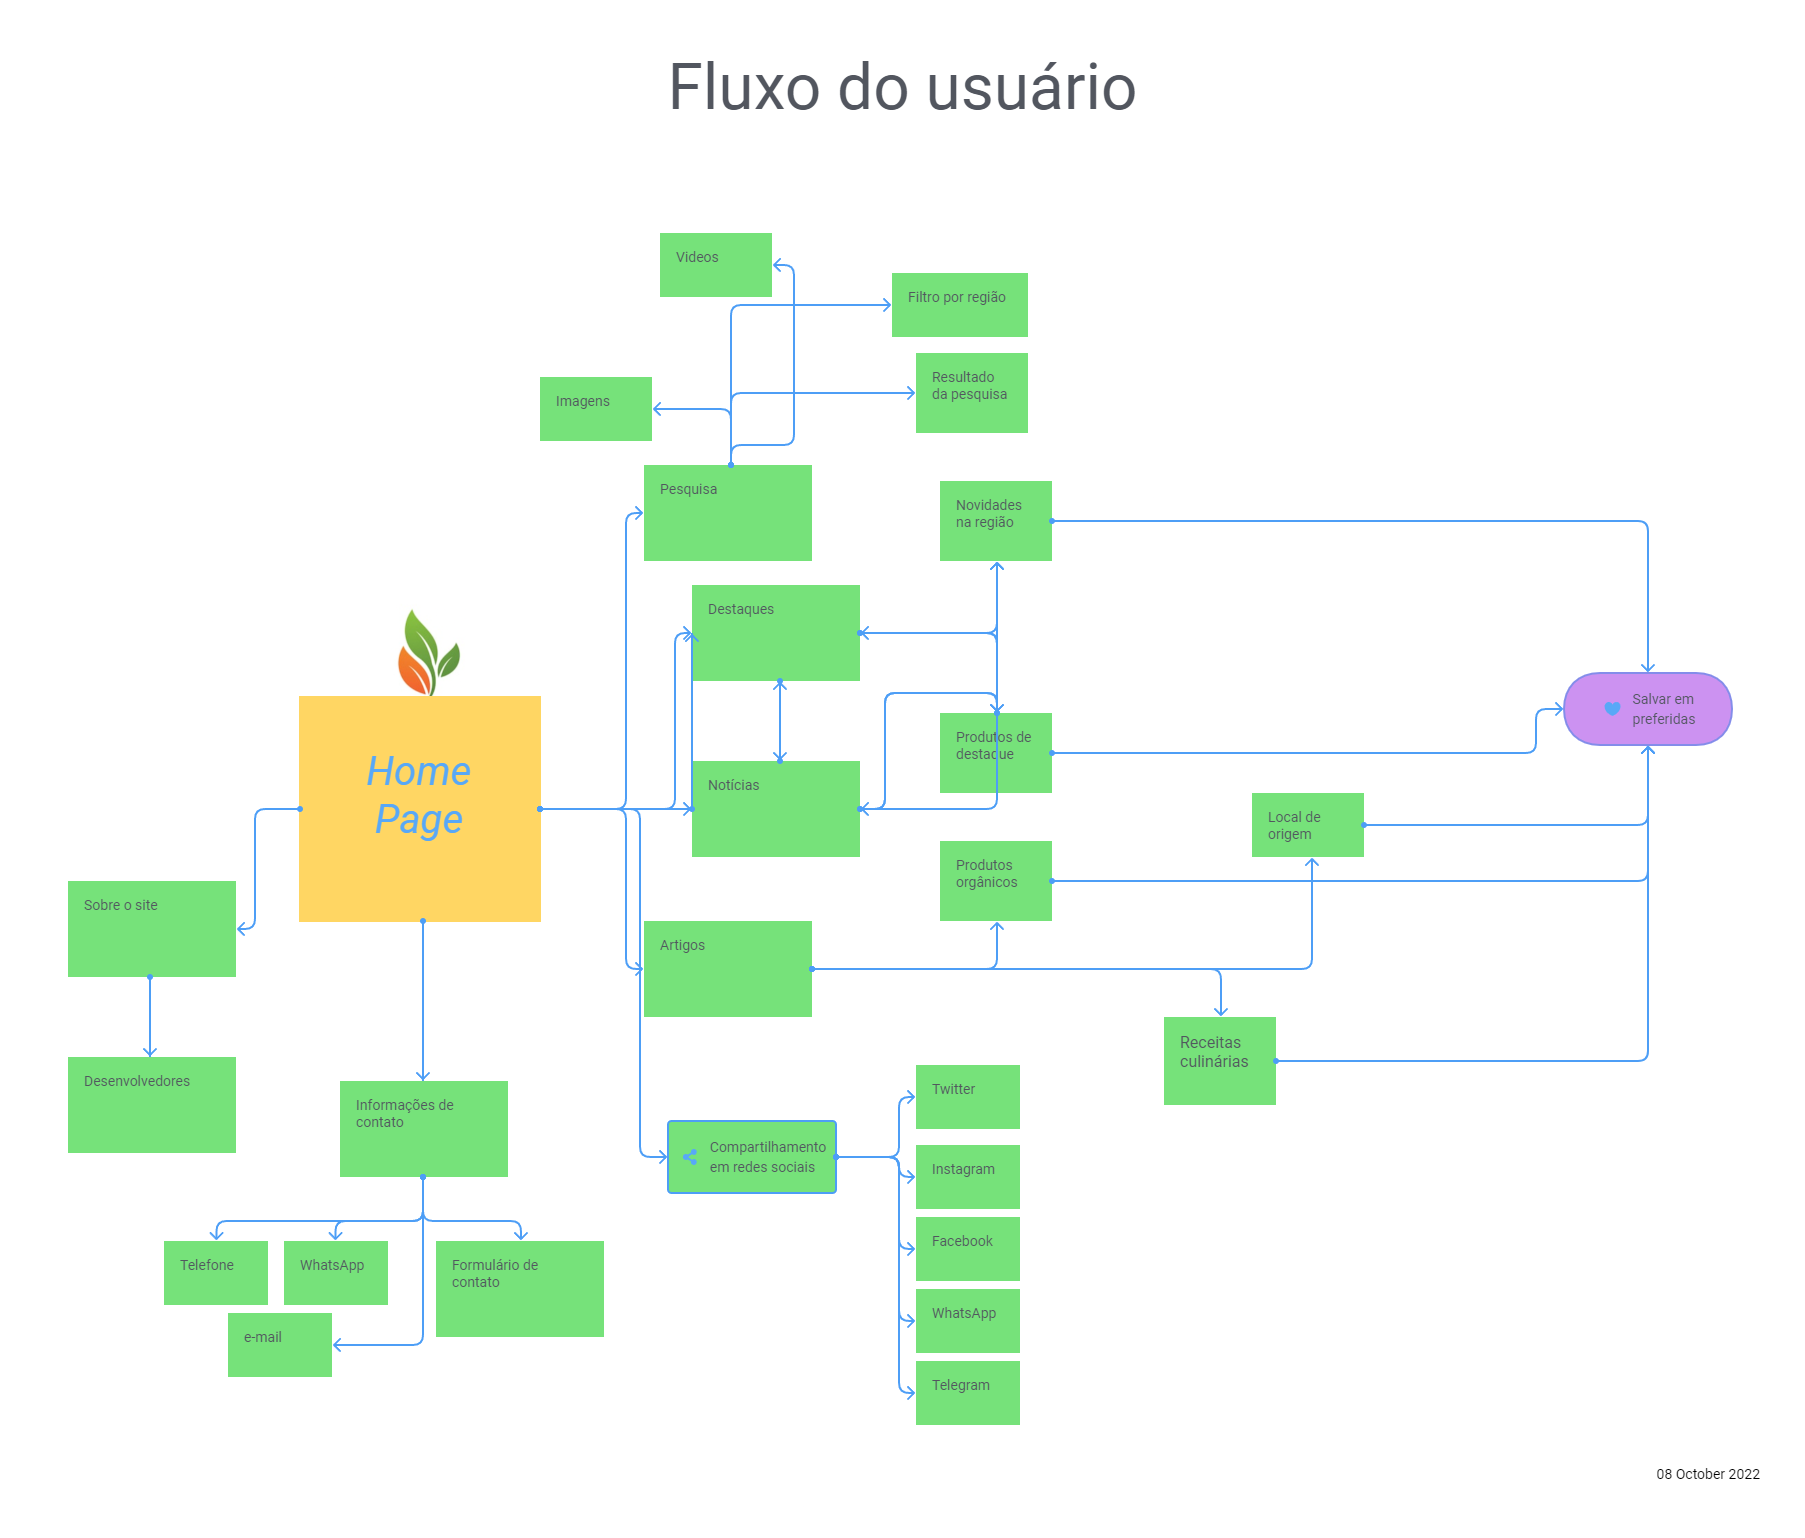 Fluxo do usuário
Videos
Filtro por região
Resultado
da pesquisa
Imagens
Pesquisa
Novidades
na região
Destaques
Salvar em
preferidas
Produtos de
destaque
Home
Page
Notícias
Local de
origem
Produtos
orgânicos
Sobre o site
Artigos
Receitas
culinárias
Desenvolvedores
Informações de
contato
Twitter
Compartilhamento
em redes sociais
Instagram
Facebook
Telefone
WhatsApp
Formulário de
contato
WhatsApp
e-mail
Telegram
08 October 2022